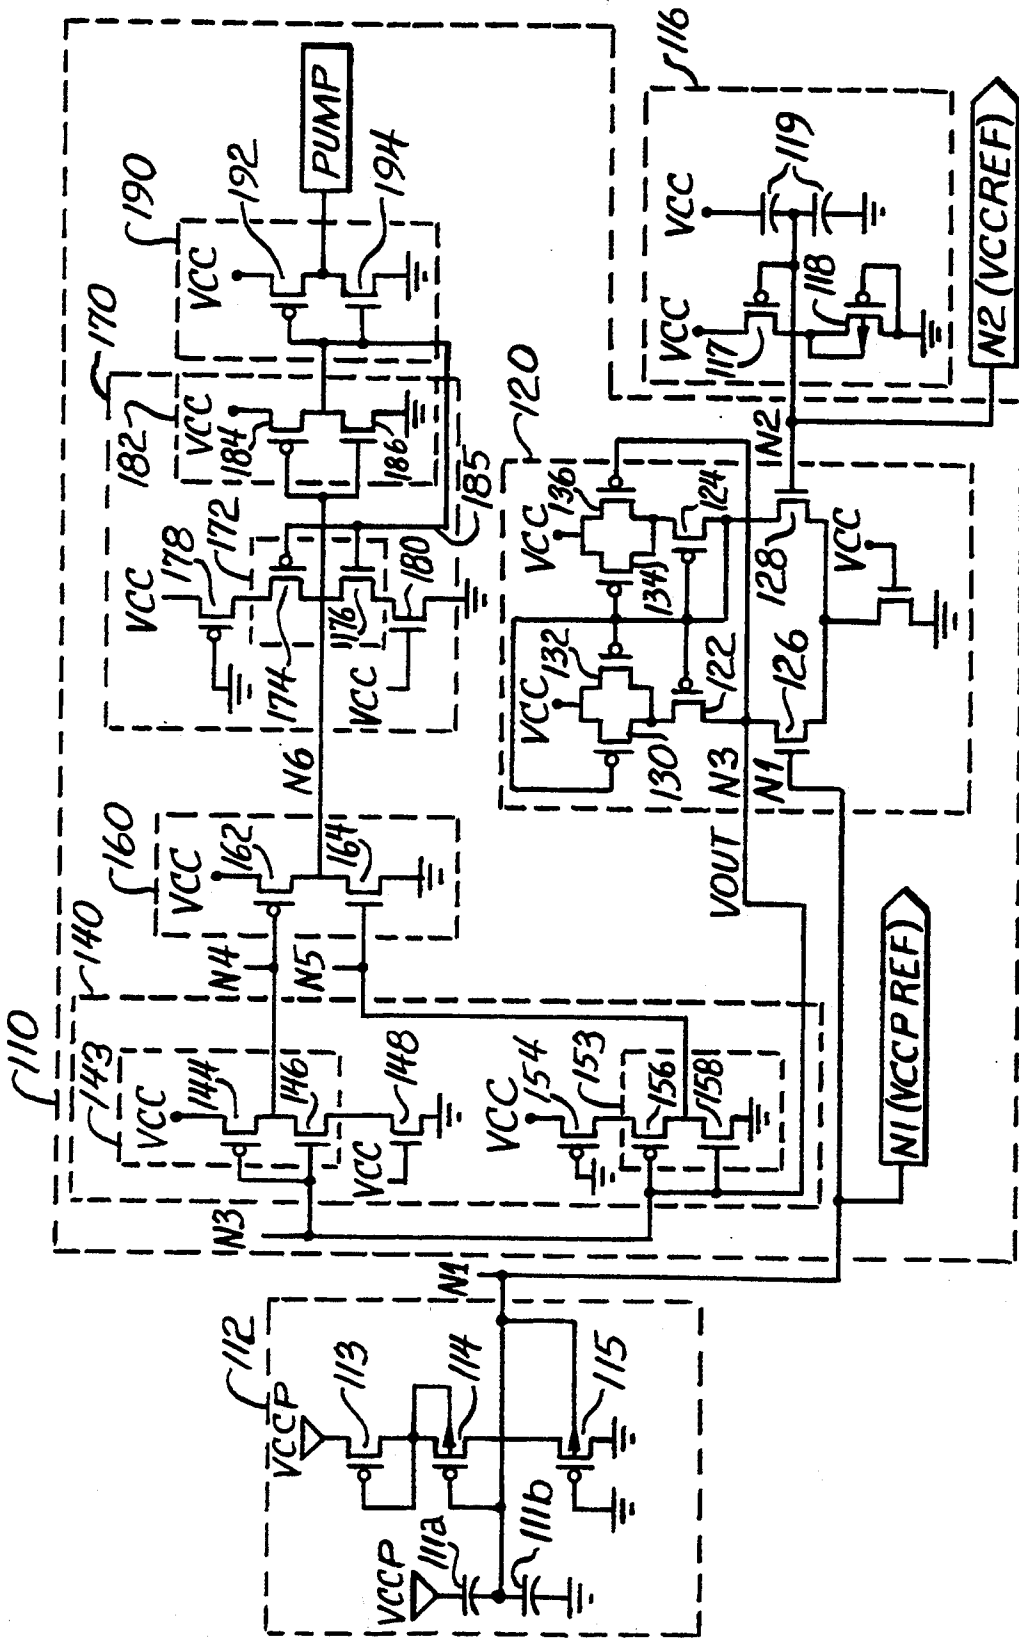 110
140
143
VCC
144
146
148
VCC
N3
VCC
154
153
156
158
N4
N5
160
VCC
162
164
N6
170
182
VCC
178
172
174
176
VCC
180
185
VCC
184
186
190
VCC
192
194
PUMP
112
VCCP
113
114
115
VCCP
111a
111b
N1
N1 (VCCP REF)
VOUT
N3
N1
120
VCC
132
130
122
VCC
136
134
124
126
128
VCC
N2
116
VCC
117
118
VCC
119
N2 (VCCREF)